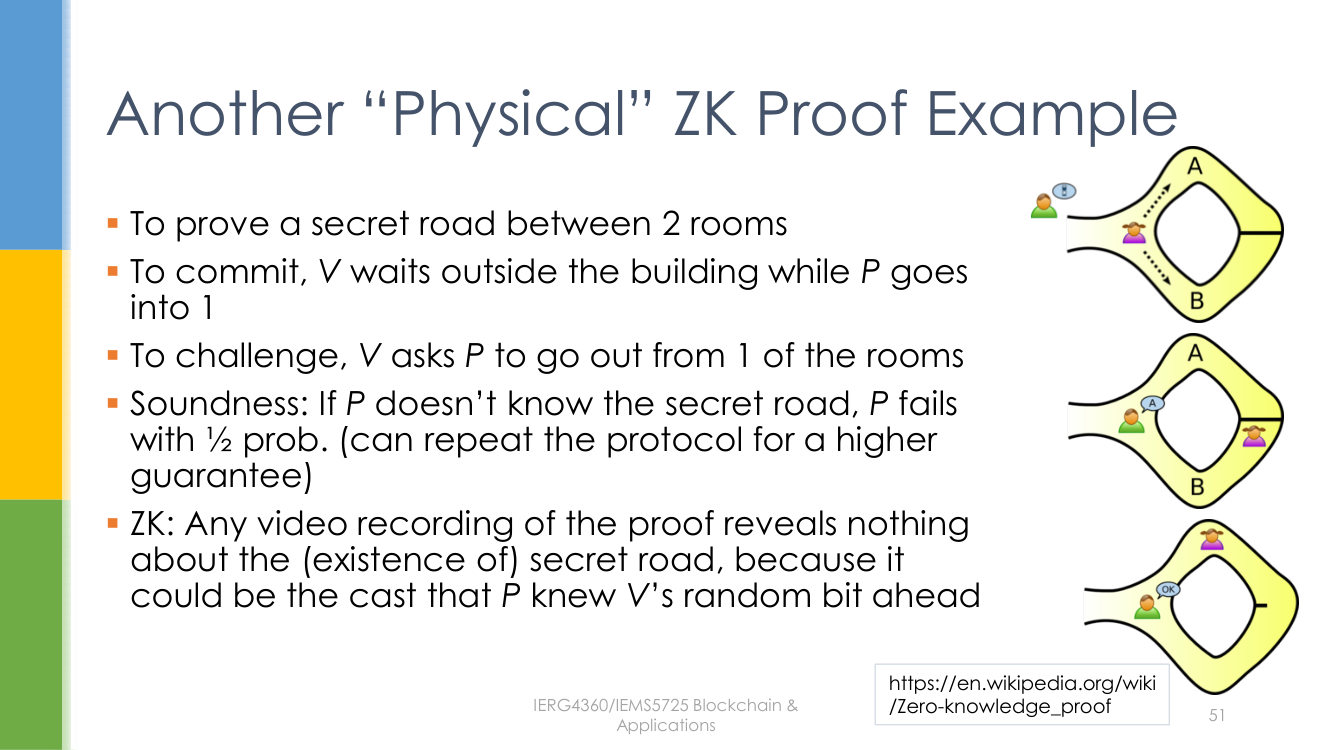 Another “Physical” ZK Proof Example
▪ To prove a secret road between 2 rooms
▪ To commit, V waits outside the building while P goes
into 1
▪ To challenge, V asks P to go out from 1 of the rooms
▪ Soundness: If P doesn’t know the secret road, P fails
with ½ prob. (can repeat the protocol for a higher
guarantee)
▪ ZK: Any video recording of the proof reveals nothing
about the (existence of) secret road, because it
could be the cast that P knew V’s random bit ahead
A
B
A
A
B
OK
https://en.wikipedia.org/wiki
/Zero-knowledge_proof
IERG4360/IEMS5725 Blockchain &
Applications
51